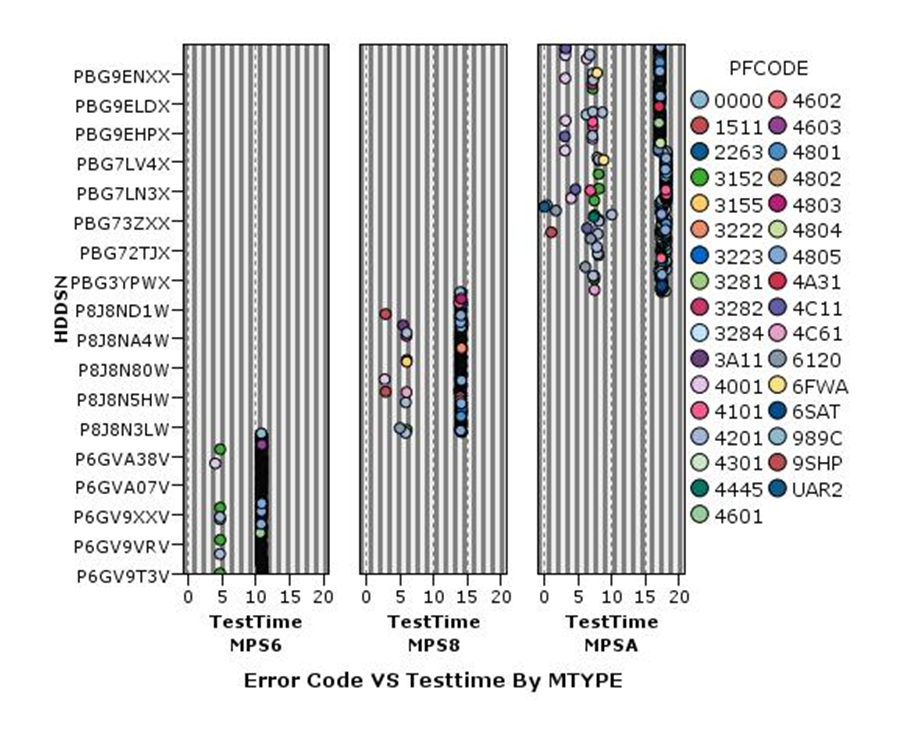 PBG9ENXX
PBG9ELDX
PBG9EHPX
PBG7LV4X
PBG7LN3X
PBG73ZXX
PBG72TJX
PBG3YPWX
P8J8ND1W
P8J8NA4W
P8J8N80W
P8J8N5HW
P8J8N3LW
P6GVA38V
P6GVA07V
P6GV9XXV
P6GV9VRV
P6GV9T3V
HDDSN
0 5 10 15 20
TestTime
MPS6
0 5 10 15 20
TestTime
MPS8
0 5 10 15 20
TestTime
MPSA
PFCODE
0000 4602
1511 4603
2263 4801
3152 4802
3155 4803
3222 4804
3223 4805
3281 4A31
3282 4C11
3284 4C61
3A11 6120
4001 6FWA
4101 6SAT
4201 989C
4301 9SHP
4445 UAR2
4601
Error Code VS Testtime By MTYPE